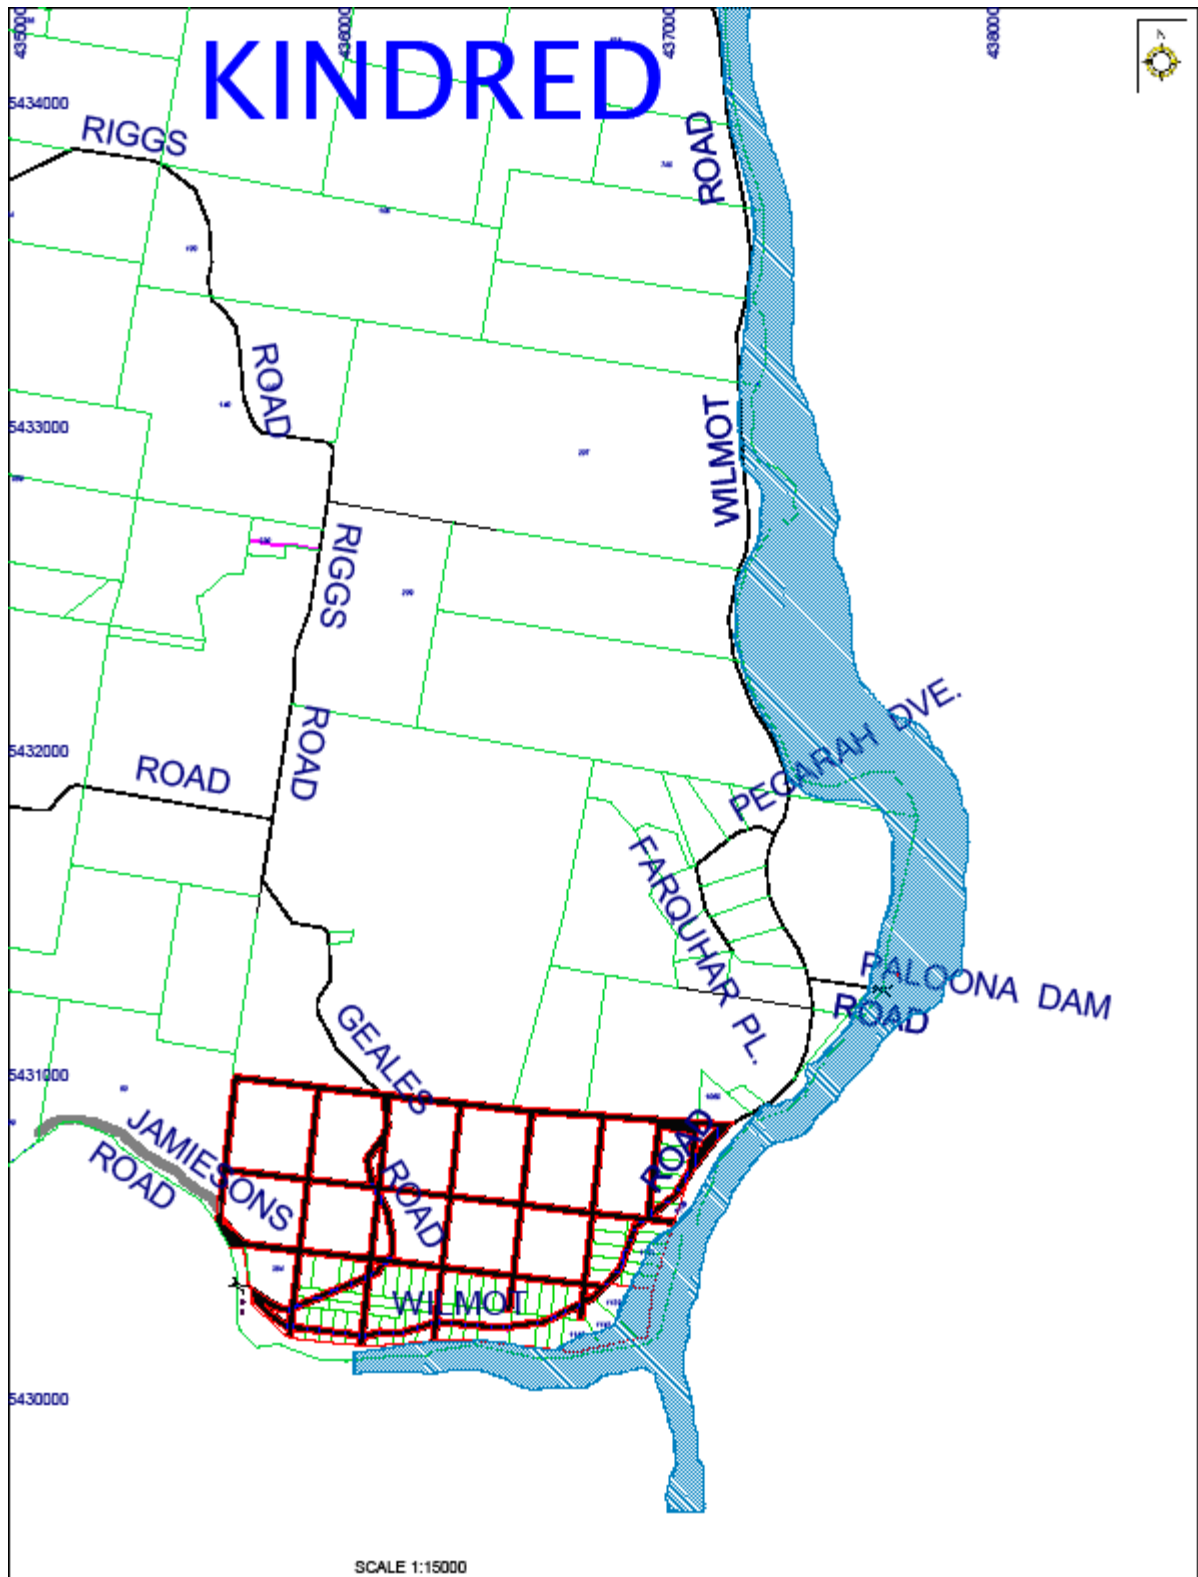 435000
436000
437000
438000
KINDRED
5434000
RIGGS
ROAD
ROAD
5433000
WILMOT
RIGGS
ROAD
5432000
ROAD
PEGARAH DVE.
FARQUHAR PL.
PALOONA DAM
ROAD
GEALES
5431000
JAMIESONS
ROAD
ROAD
ROAD
WILMOT
5430000
SCALE 1:15000